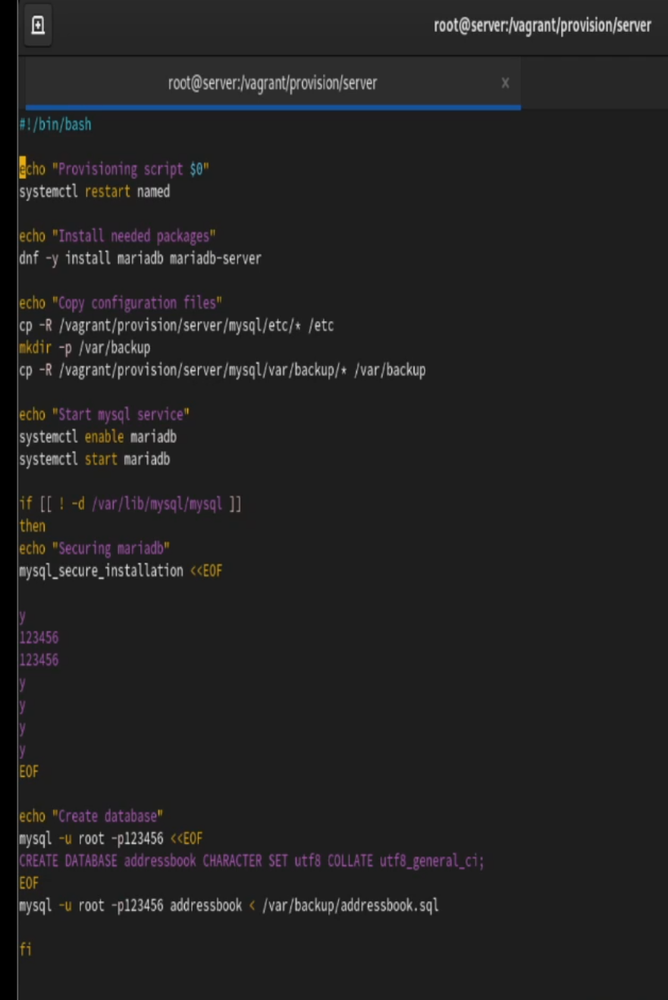 root@server:/vagrant/provision/server
root@server:/vagrant/provision/server x
#!/bin/bash
echo "Provisioning script $0"
systemctl restart named
echo "Install needed packages"
dnf -y install mariadb mariadb-server
echo "Copy configuration files"
cp -R /vagrant/provision/server/mysql/etc/* /etc
mkdir -p /var/backup
cp -R /vagrant/provision/server/mysql/var/backup/* /var/backup
echo "Start mysql service"
systemctl enable mariadb
systemctl start mariadb
if [[ ! -d /var/lib/mysql/mysql ]]
then
echo "Securing mariadb"
mysql_secure_installation <<EOF
y
123456
123456
y
y
y
y
EOF
echo "Create database"
mysql -u root -p123456 <<EOF
CREATE DATABASE addressbook CHARACTER SET utf8 COLLATE utf8_general_ci;
EOF
mysql -u root -p123456 addressbook < /var/backup/addressbook.sql
fi